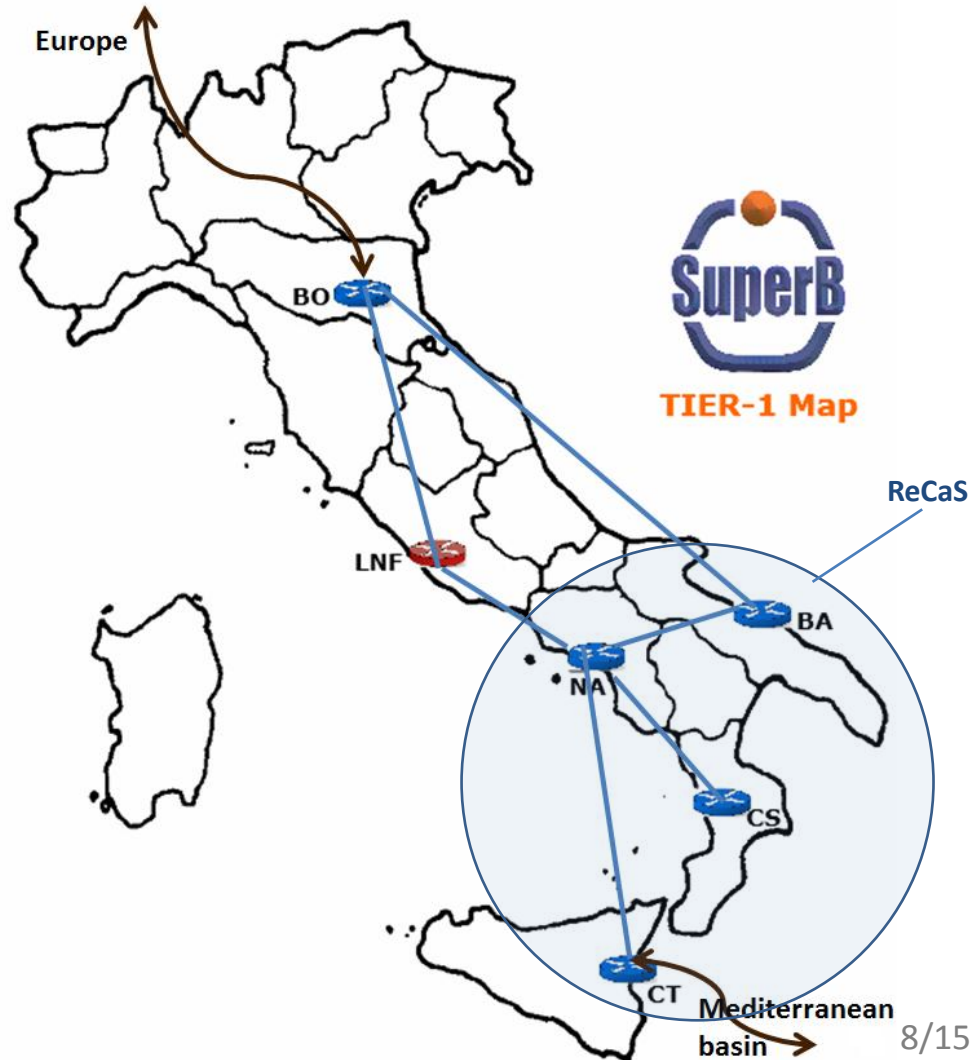 Europe
BO
SuperB
TIER-1 Map
ReCaS
LNF
BA
NA
CS
CT
Mediterranean
basin
8/15